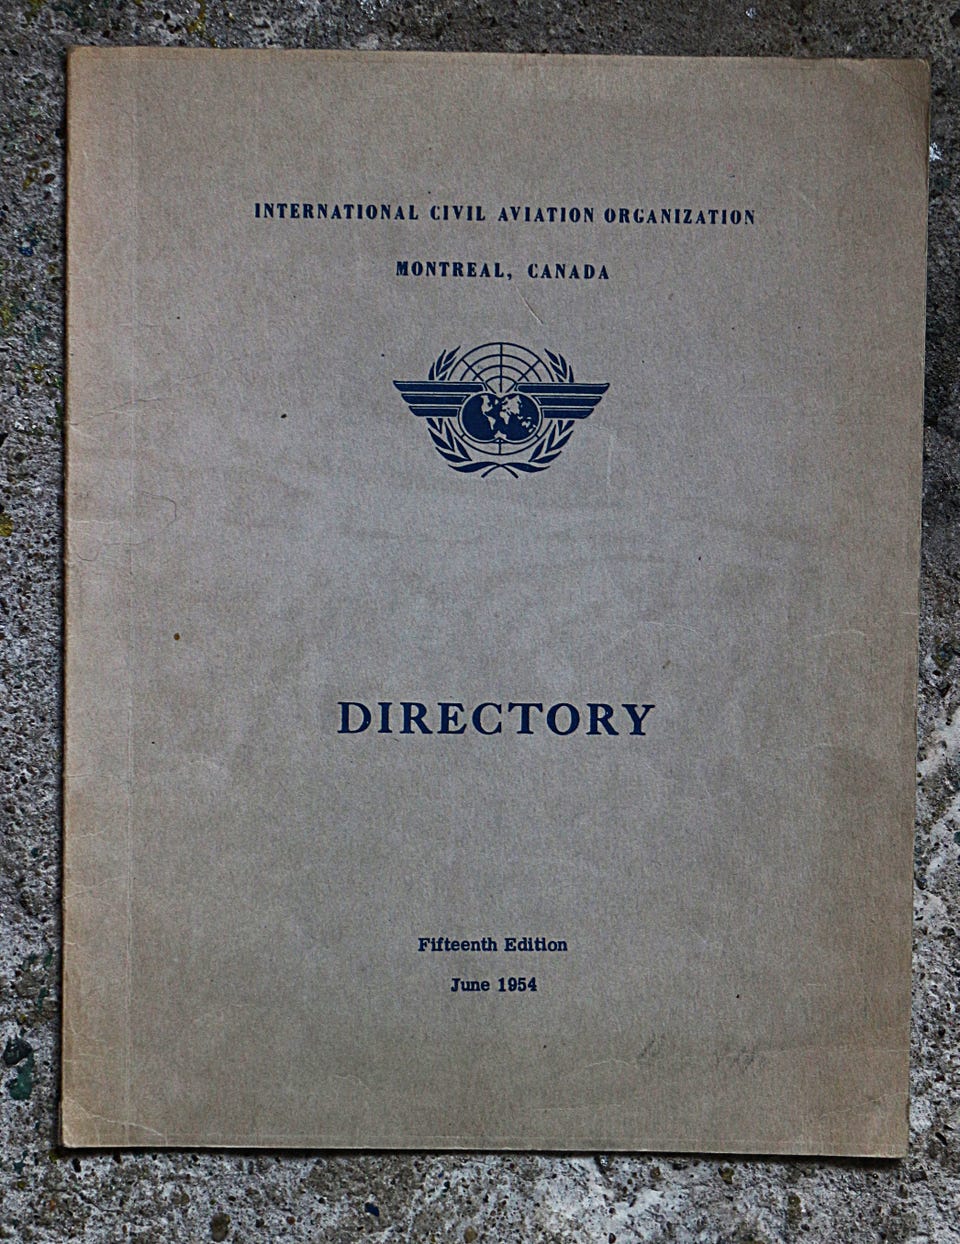 INTERNATIONAL CIVIL AVIATION ORGANIZATION
MONTREAL, CANADA
DIRECTORY
Fifteenth Edition
June 1954